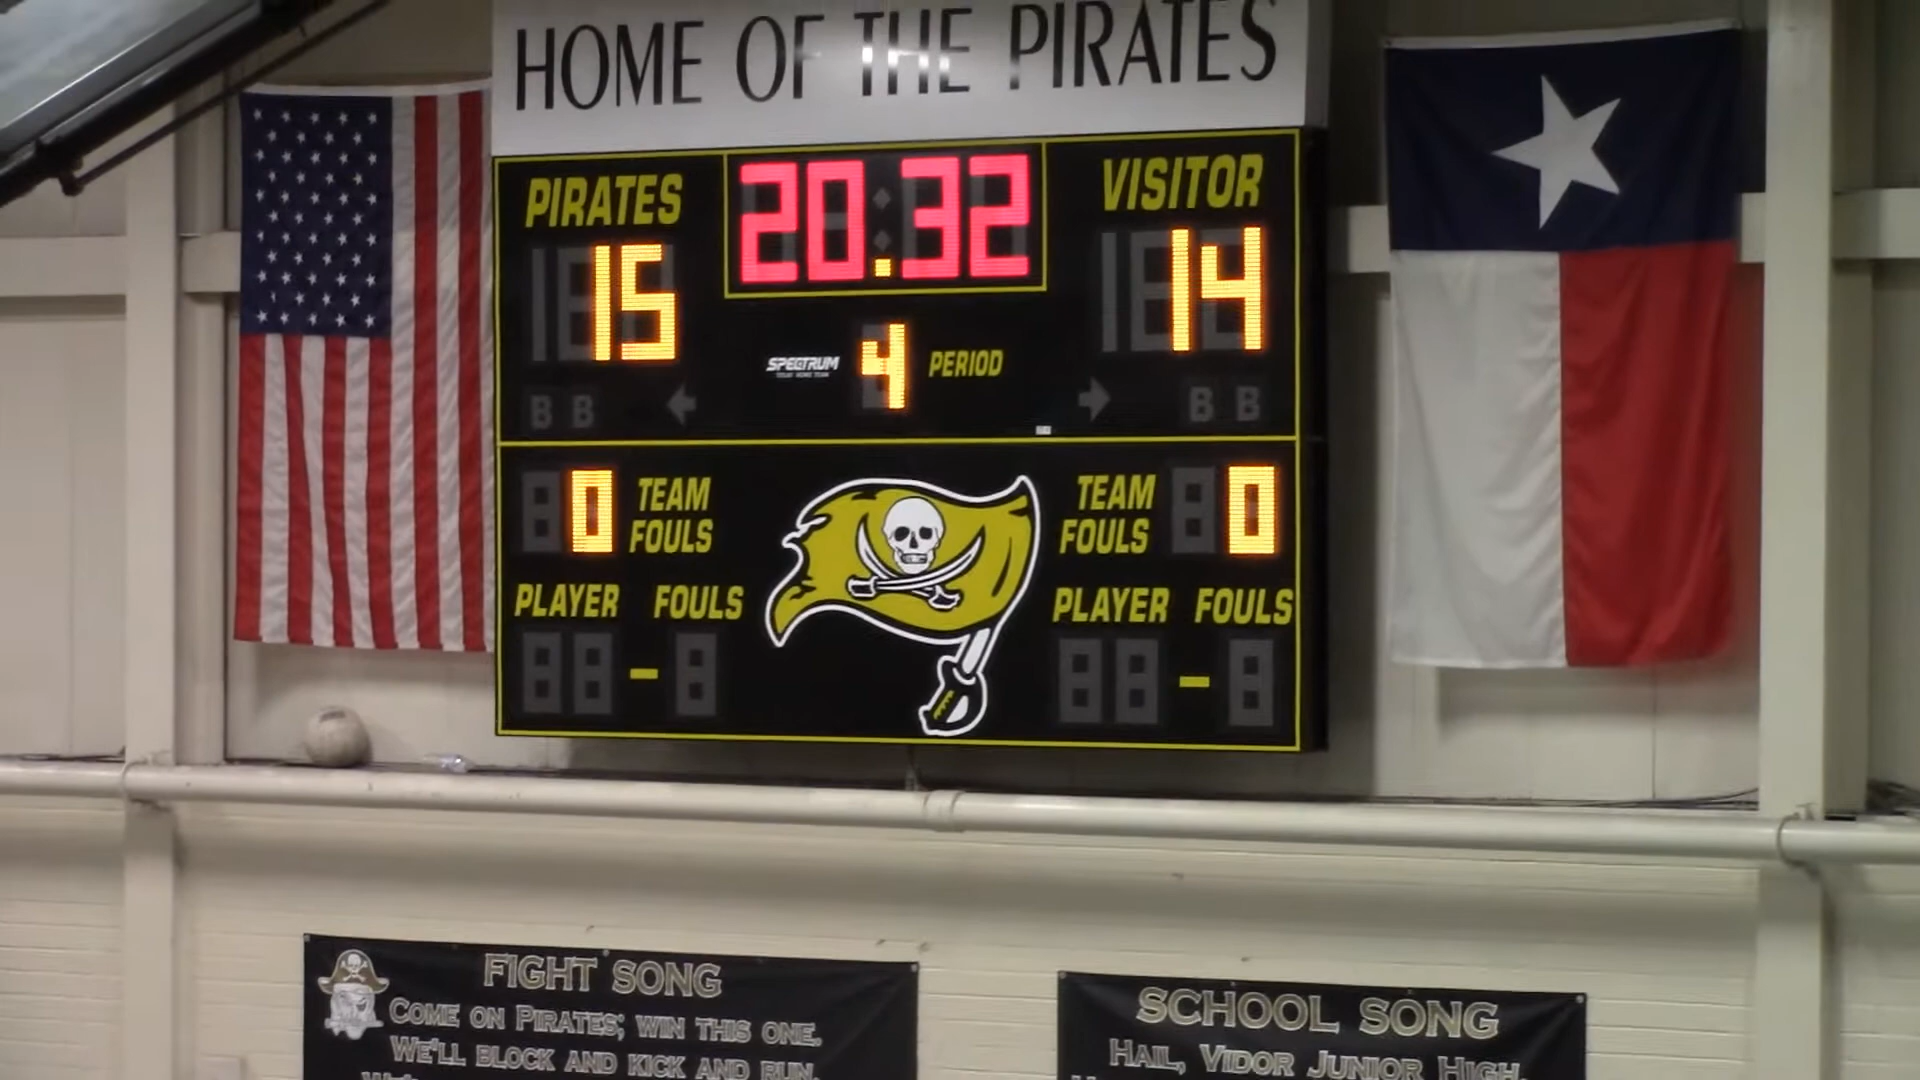 HOME OF THE PIRATES
PIRATES 20.32 VISITOR
15 14
SPECTRUM 4 PERIOD
B B B B
0 TEAM FOULS TEAM FOULS 0
PLAYER FOULS PLAYER FOULS
FIGHT SONG
COME ON PIRATES; WIN THIS ONE.
WE'LL BLOCK AND KICK AND RUN.
SCHOOL SONG
HAIL, VIDOR JUNIOR HIGH,